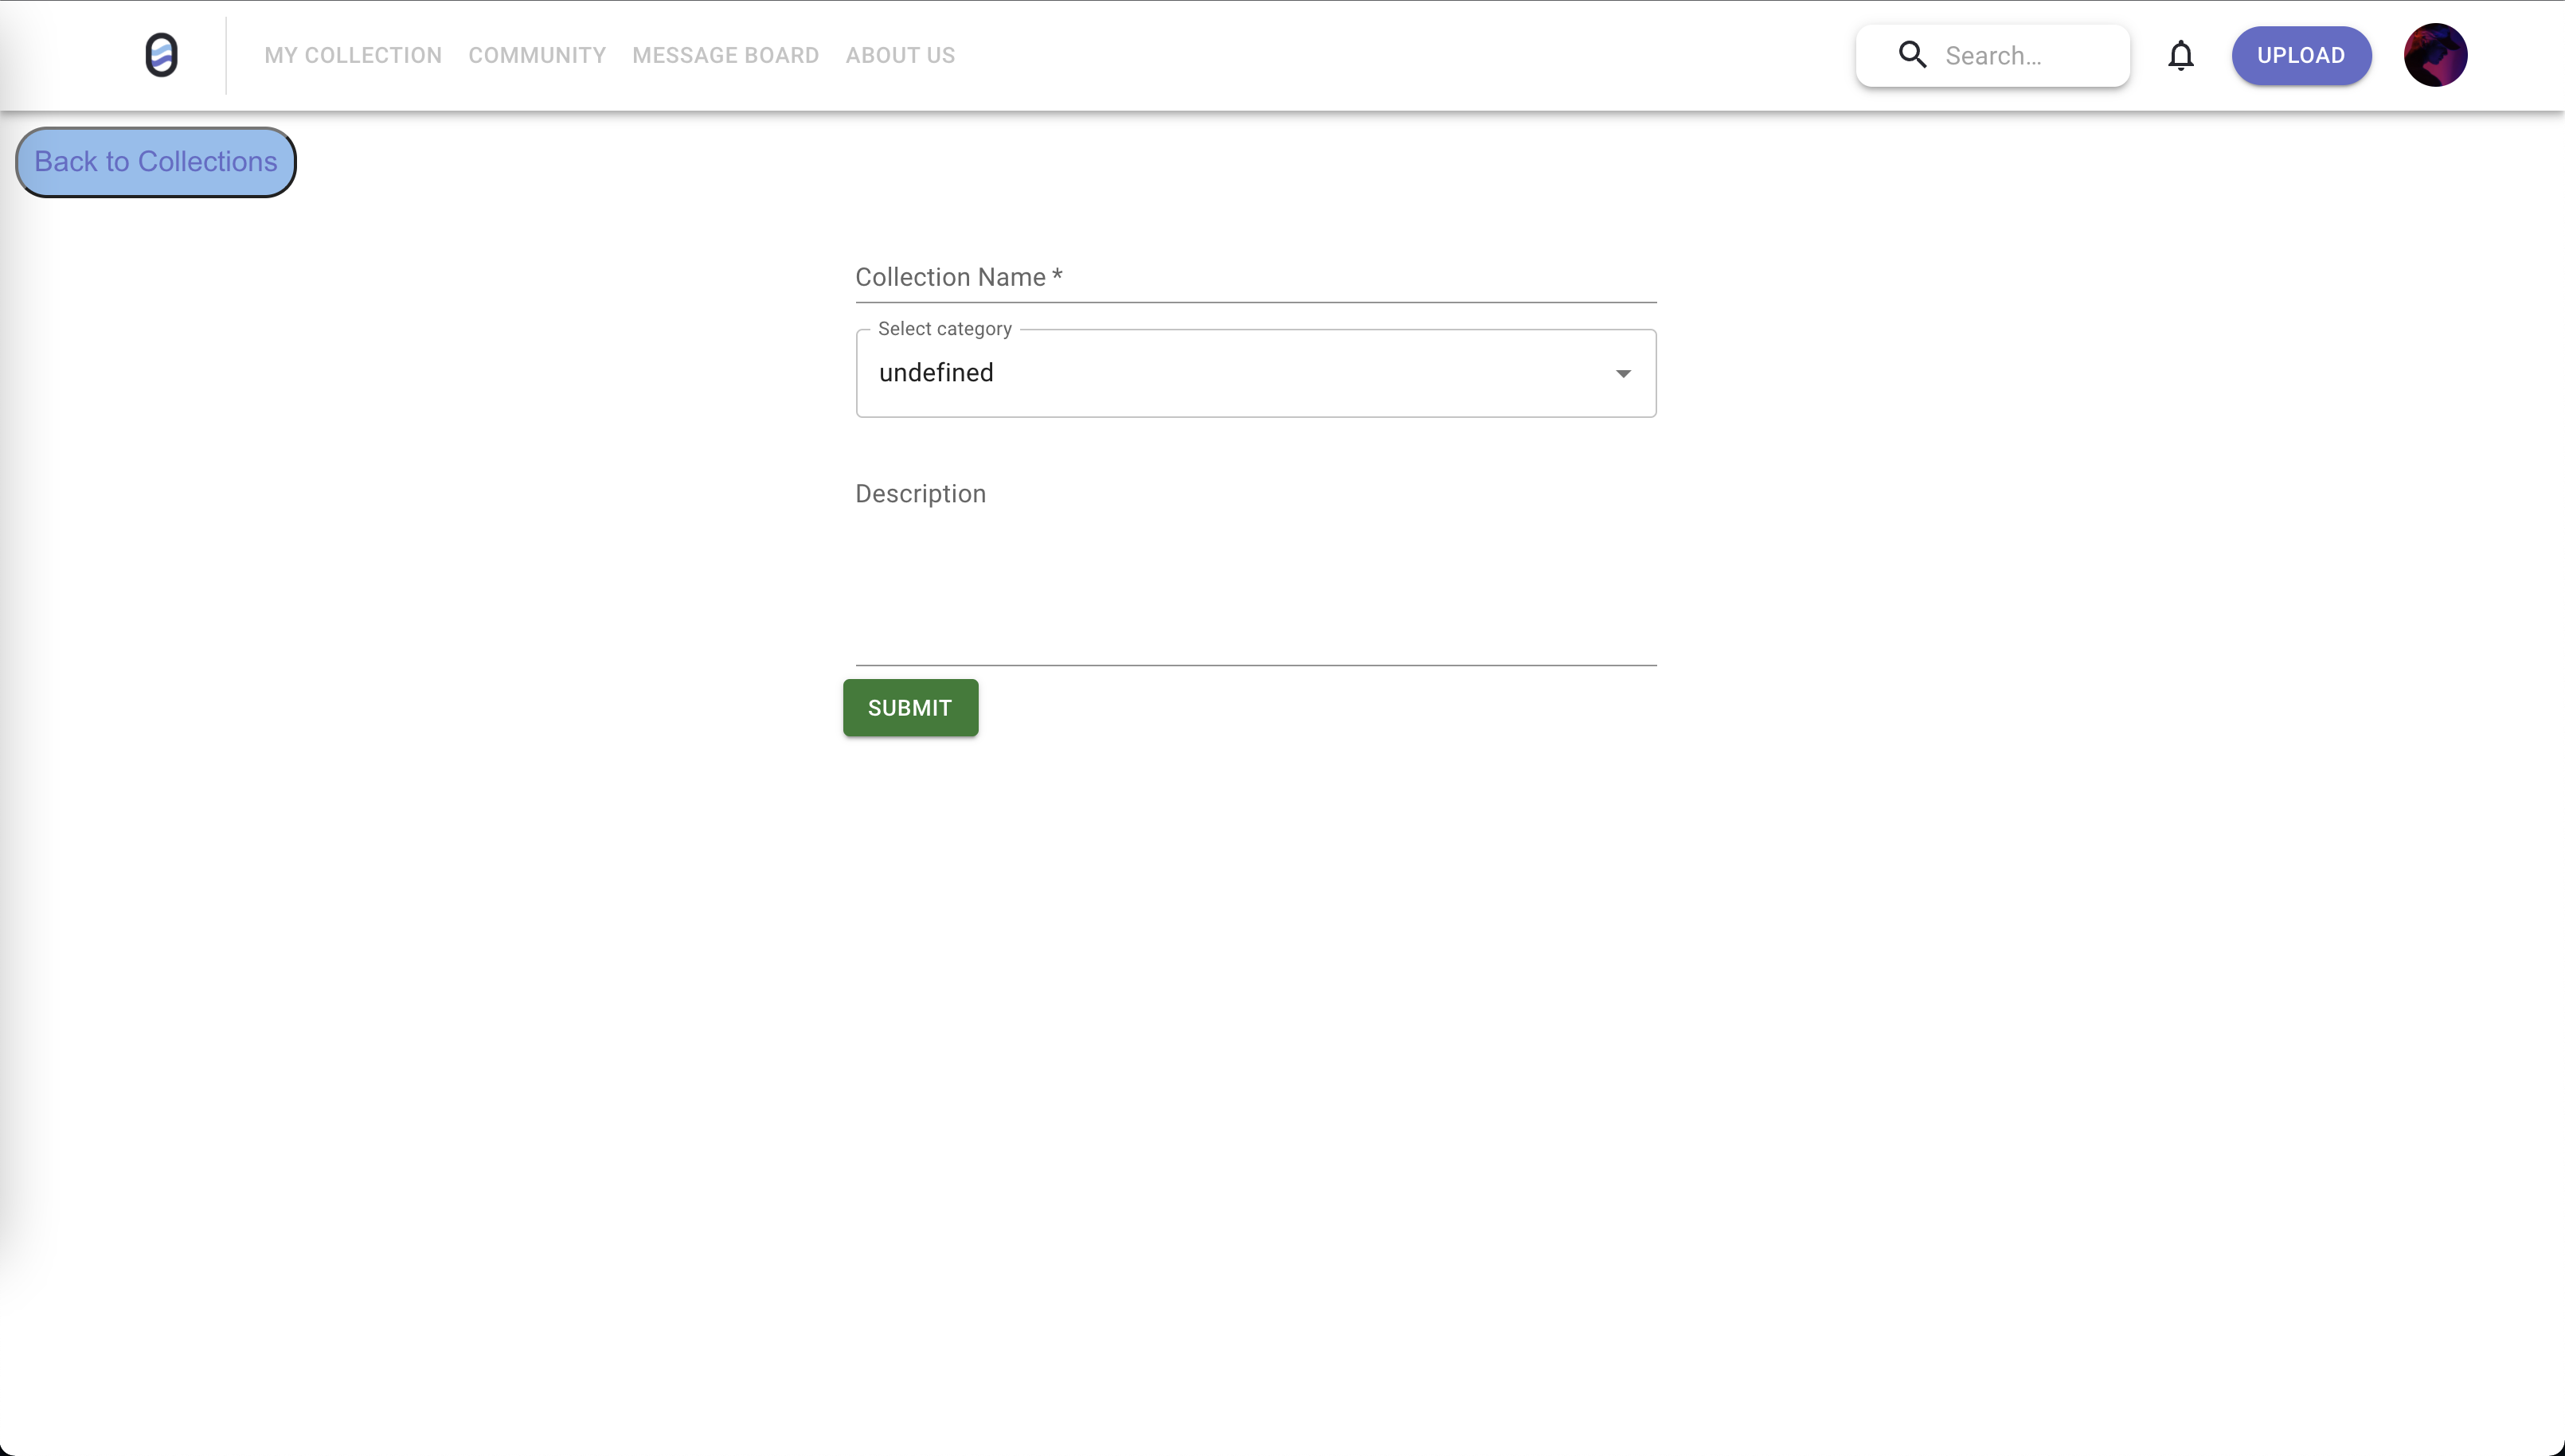 MY COLLECTION COMMUNITY MESSAGE BOARD ABOUT US Search... UPLOAD
Back to Collections
Collection Name *
Select category
undefined
Description
SUBMIT